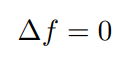 Δf = 0